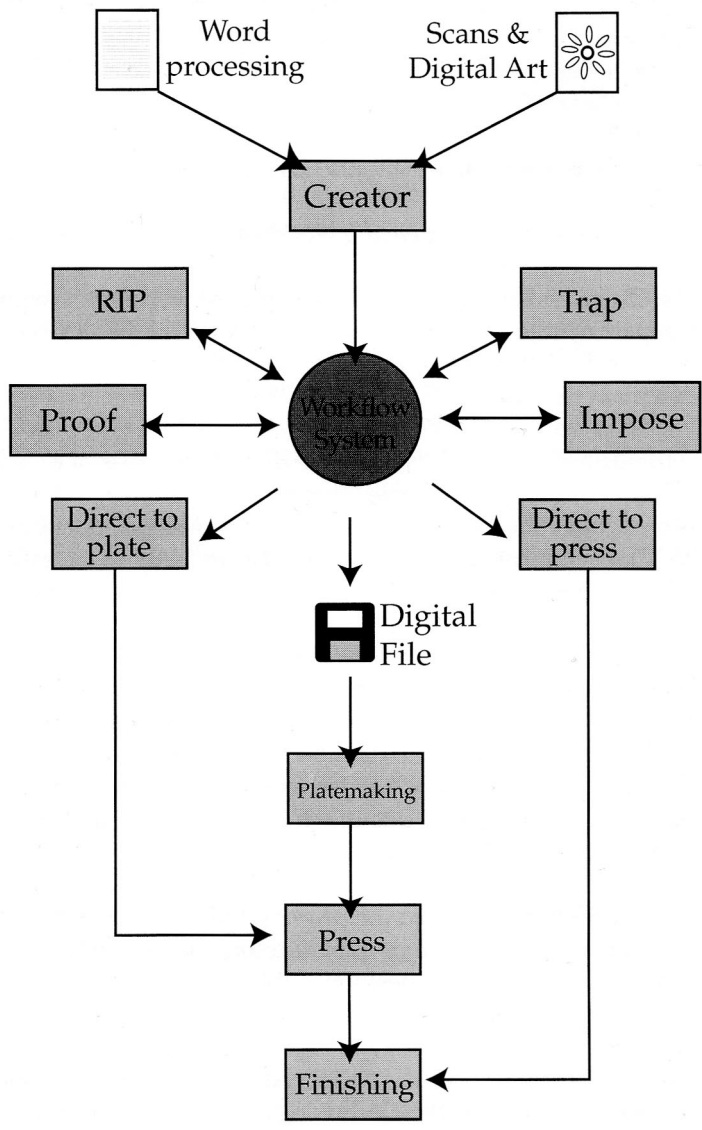 Word
processing
Scans &
Digital Art
Creator
RIP
Trap
Workflow
System
Proof
Impose
Direct to
plate
Direct to
press
Digital
File
Platemaking
Press
Finishing